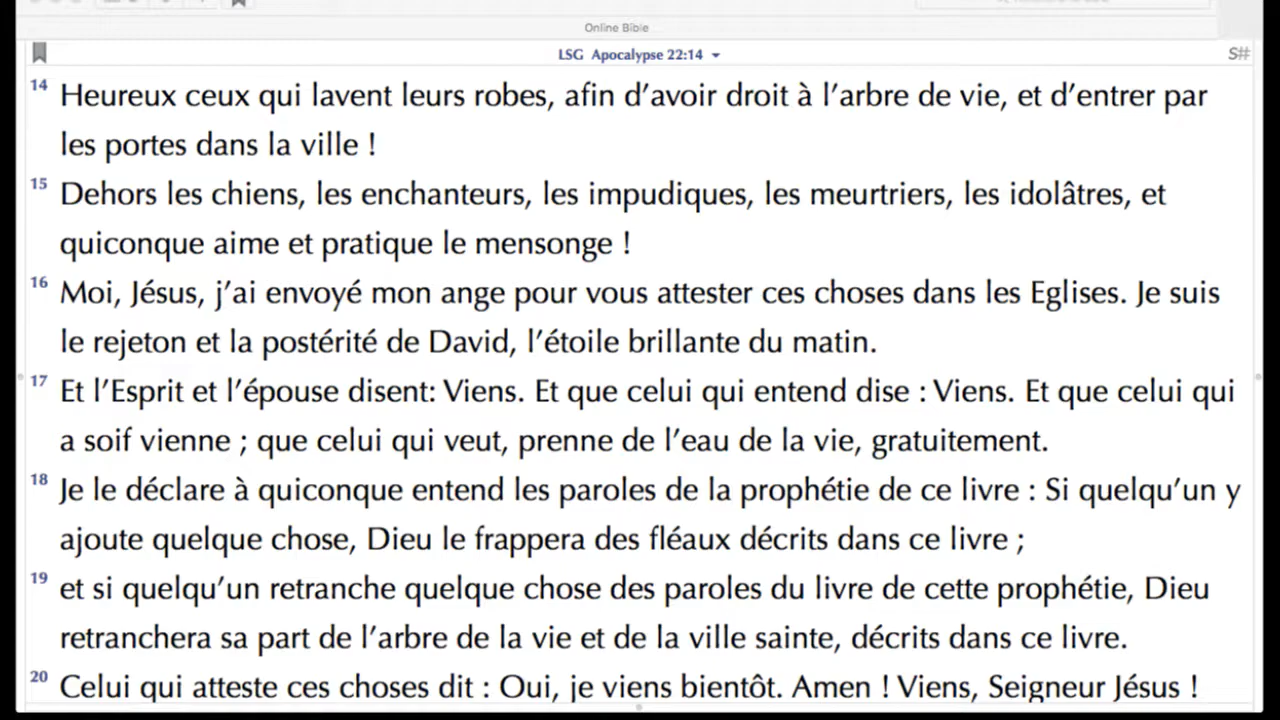 Online Bible
LSG Apocalypse 22:14
S#
14 Heureux ceux qui lavent leurs robes, afin d’avoir droit à l’arbre de vie, et d’entrer par
les portes dans la ville !
15 Dehors les chiens, les enchanteurs, les impudiques, les meurtriers, les idolâtres, et
quiconque aime et pratique le mensonge !
16 Moi, Jésus, j’ai envoyé mon ange pour vous attester ces choses dans les Eglises. Je suis
le rejeton et la postérité de David, l’étoile brillante du matin.
17 Et l’Esprit et l’épouse disent: Viens. Et que celui qui entend dise : Viens. Et que celui qui
a soif vienne ; que celui qui veut, prenne de l’eau de la vie, gratuitement.
18 Je le déclare à quiconque entend les paroles de la prophétie de ce livre : Si quelqu’un y
ajoute quelque chose, Dieu le frappera des fléaux décrits dans ce livre ;
19 et si quelqu’un retranche quelque chose des paroles du livre de cette prophétie, Dieu
retranchera sa part de l’arbre de la vie et de la ville sainte, décrits dans ce livre.
20 Celui qui atteste ces choses dit : Oui, je viens bientôt. Amen ! Viens, Seigneur Jésus !